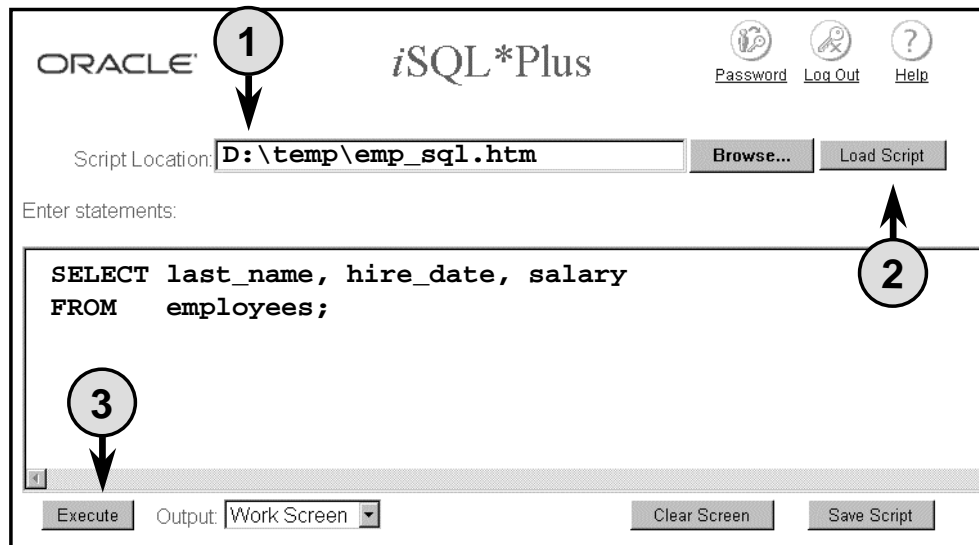 1
ORACLE
iSQL*Plus
Password Log Out Help
Script Location: D:\temp\emp_sql.htm Browse... Load Script
Enter statements:
2
SELECT last_name, hire_date, salary
FROM employees;
3
Execute Output: Work Screen Clear Screen Save Script